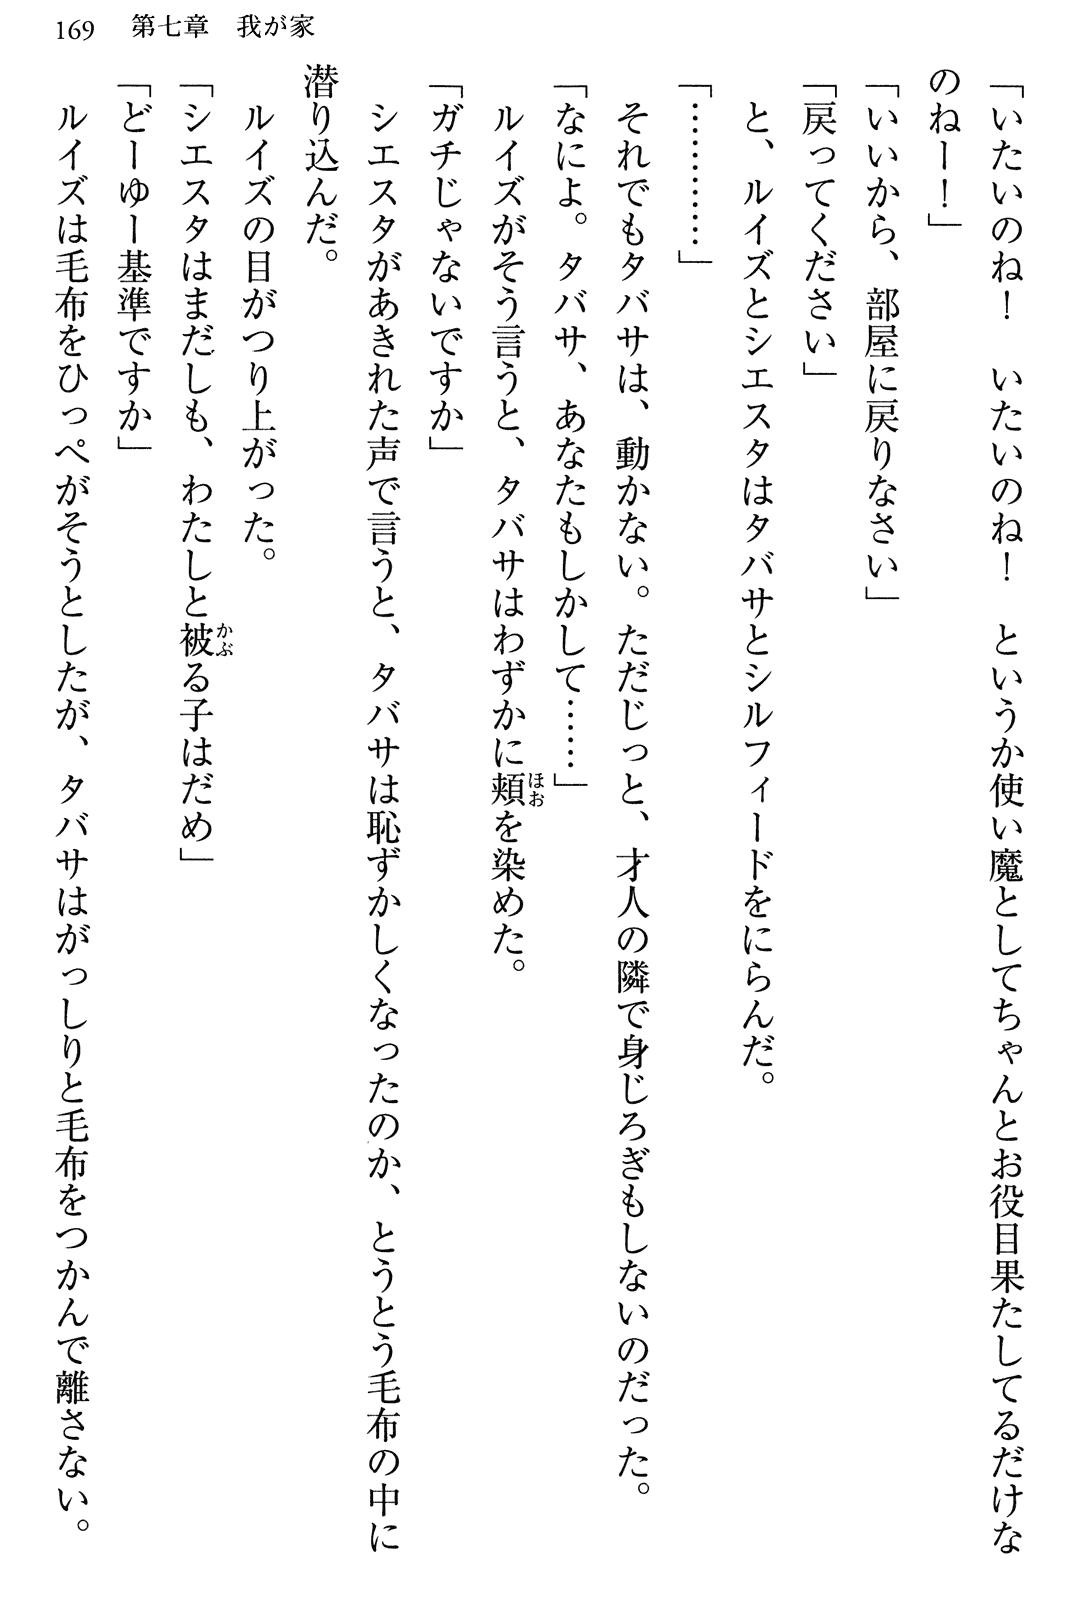 169 第七章 我が家
「いたいのね！ いたいのね！ というか使い魔としてちゃんとお役目果たしてるだけな
のねー！」
「いいから、部屋に戻りなさい」
「戻ってください」
と、ルイズとシエスタはタバサとシルフィードをにらんだ。
「…………」
それでもタバサは、動かない。ただじっと、才人の隣で身じろぎもしないのだった。
「なによ。タバサ、あなたもしかして……」
ルイズがそう言うと、タバサはわずかに頬を染めた。
「ガチじゃないですか」
シエスタがあきれた声で言うと、タバサは恥ずかしくなったのか、とうとう毛布の中に
潜り込んだ。
ルイズの目がつり上がった。
「シエスタはまだしも、わたしと被る子はだめ」
「どーゆー基準ですか」
ルイズは毛布をひっぺがそうとしたが、タバサはがっしりと毛布をつかんで離さない。